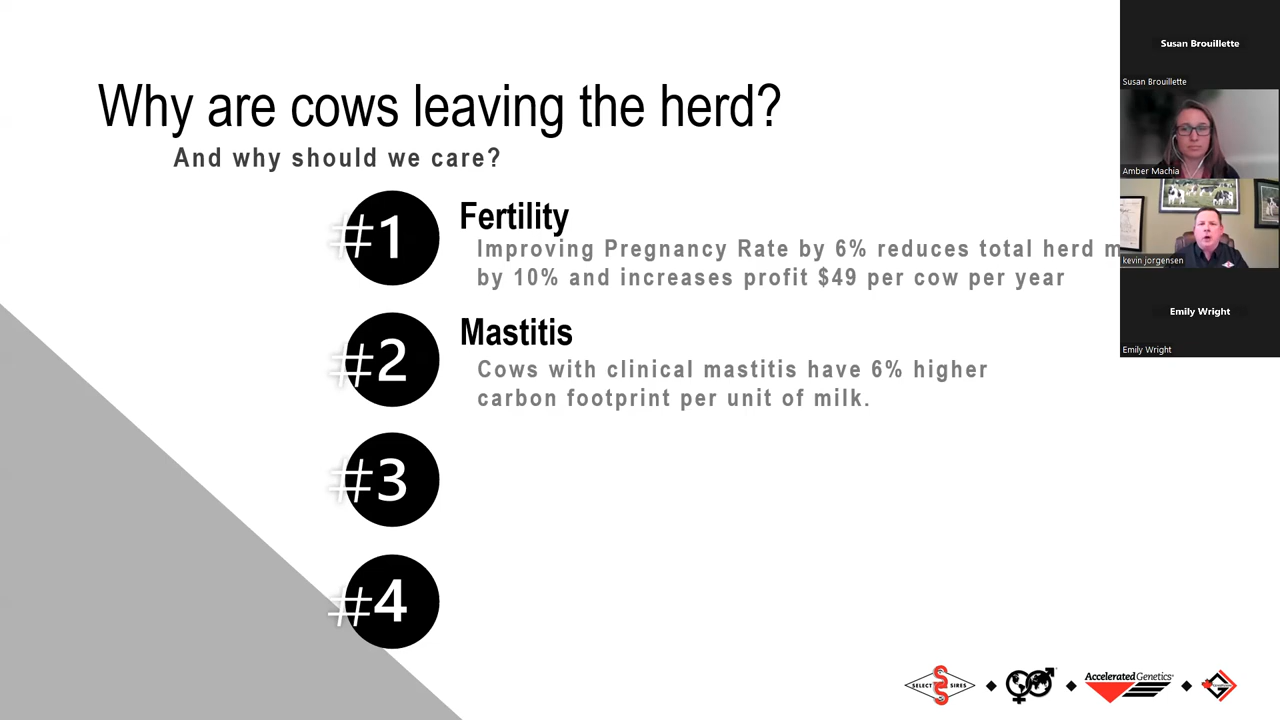 Why are cows leaving the herd?
And why should we care?
#1
Fertility
Improving Pregnancy Rate by 6% reduces total herd m
by 10% and increases profit $49 per cow per year
#2
Mastitis
Cows with clinical mastitis have 6% higher
carbon footprint per unit of milk.
#3
#4
Susan Brouillette
Susan Brouillette
Amber Machia
kevin jorgensen
Emily Wright
Emily Wright
SELECT SIRES
Accelerated Genetics